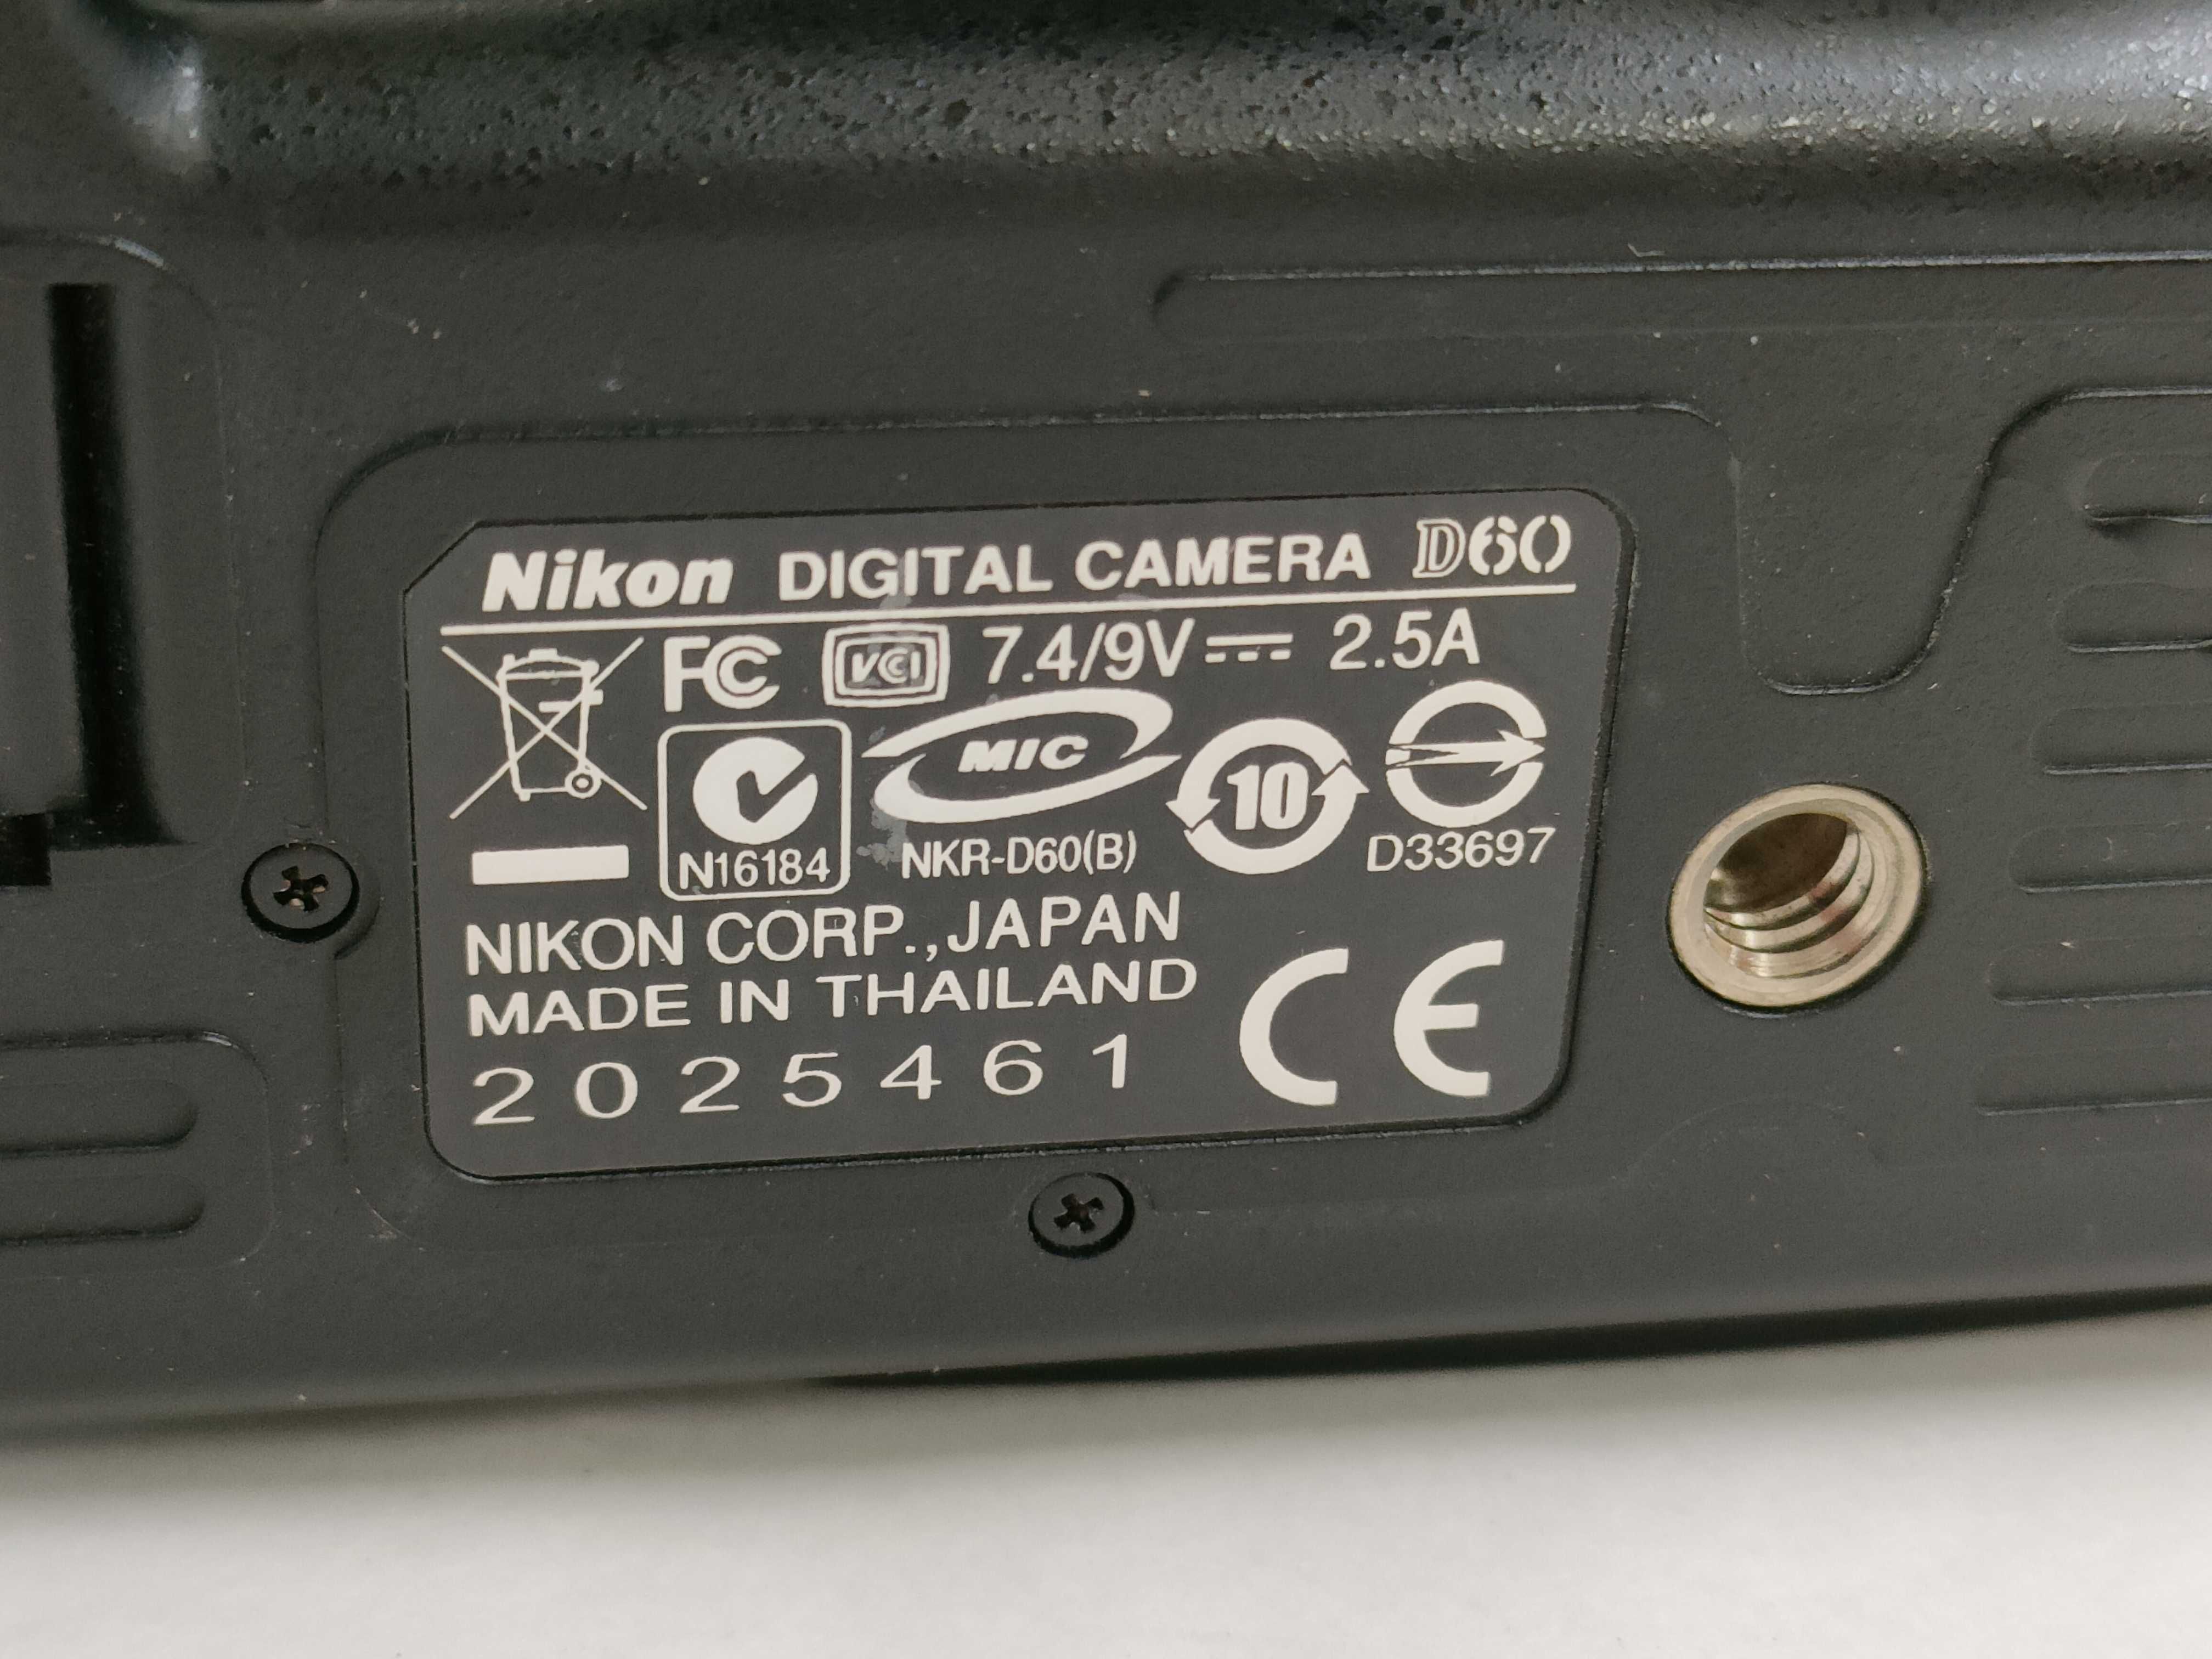 Nikon DIGITAL CAMERA D60
FC VCCI 7.4/9V ⎓ 2.5A
MIC 10
N16184 NKR-D60(B) D33697
NIKON CORP.,JAPAN
MADE IN THAILAND
2025461 CE